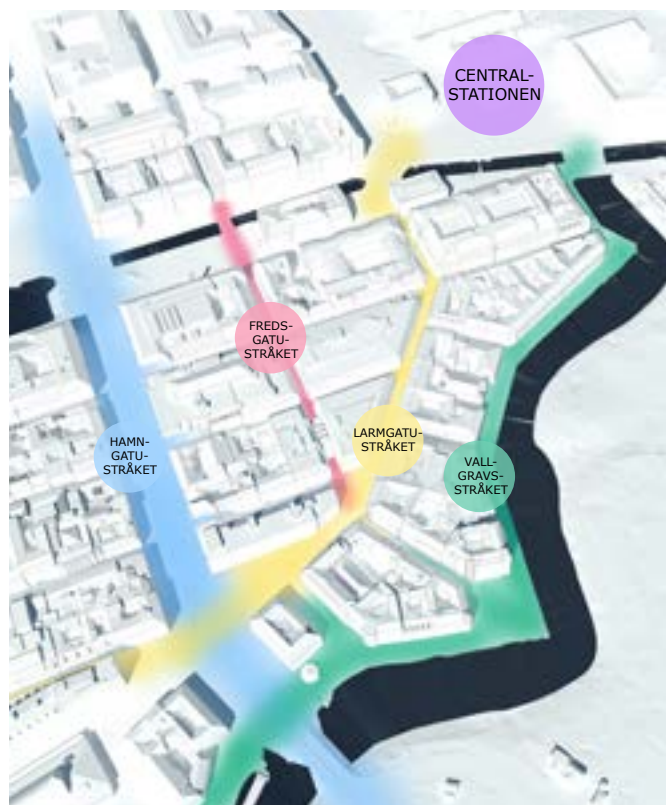 CENTRAL-
STATIONEN
FREDS-
GATU-
STRÅKET
LARMGATU-
STRÅKET
HAMN-
GATU-
STRÅKET
VALL-
GRAVS-
STRÅKET